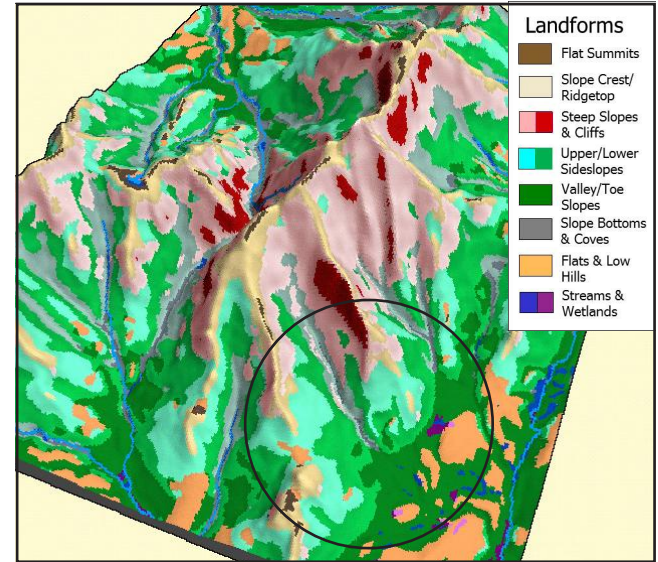 Landforms
Flat Summits
Slope Crest/
Ridgetop
Steep Slopes
& Cliffs
Upper/Lower
Sideslopes
Valley/Toe
Slopes
Slope Bottoms
& Coves
Flats & Low
Hills
Streams &
Wetlands